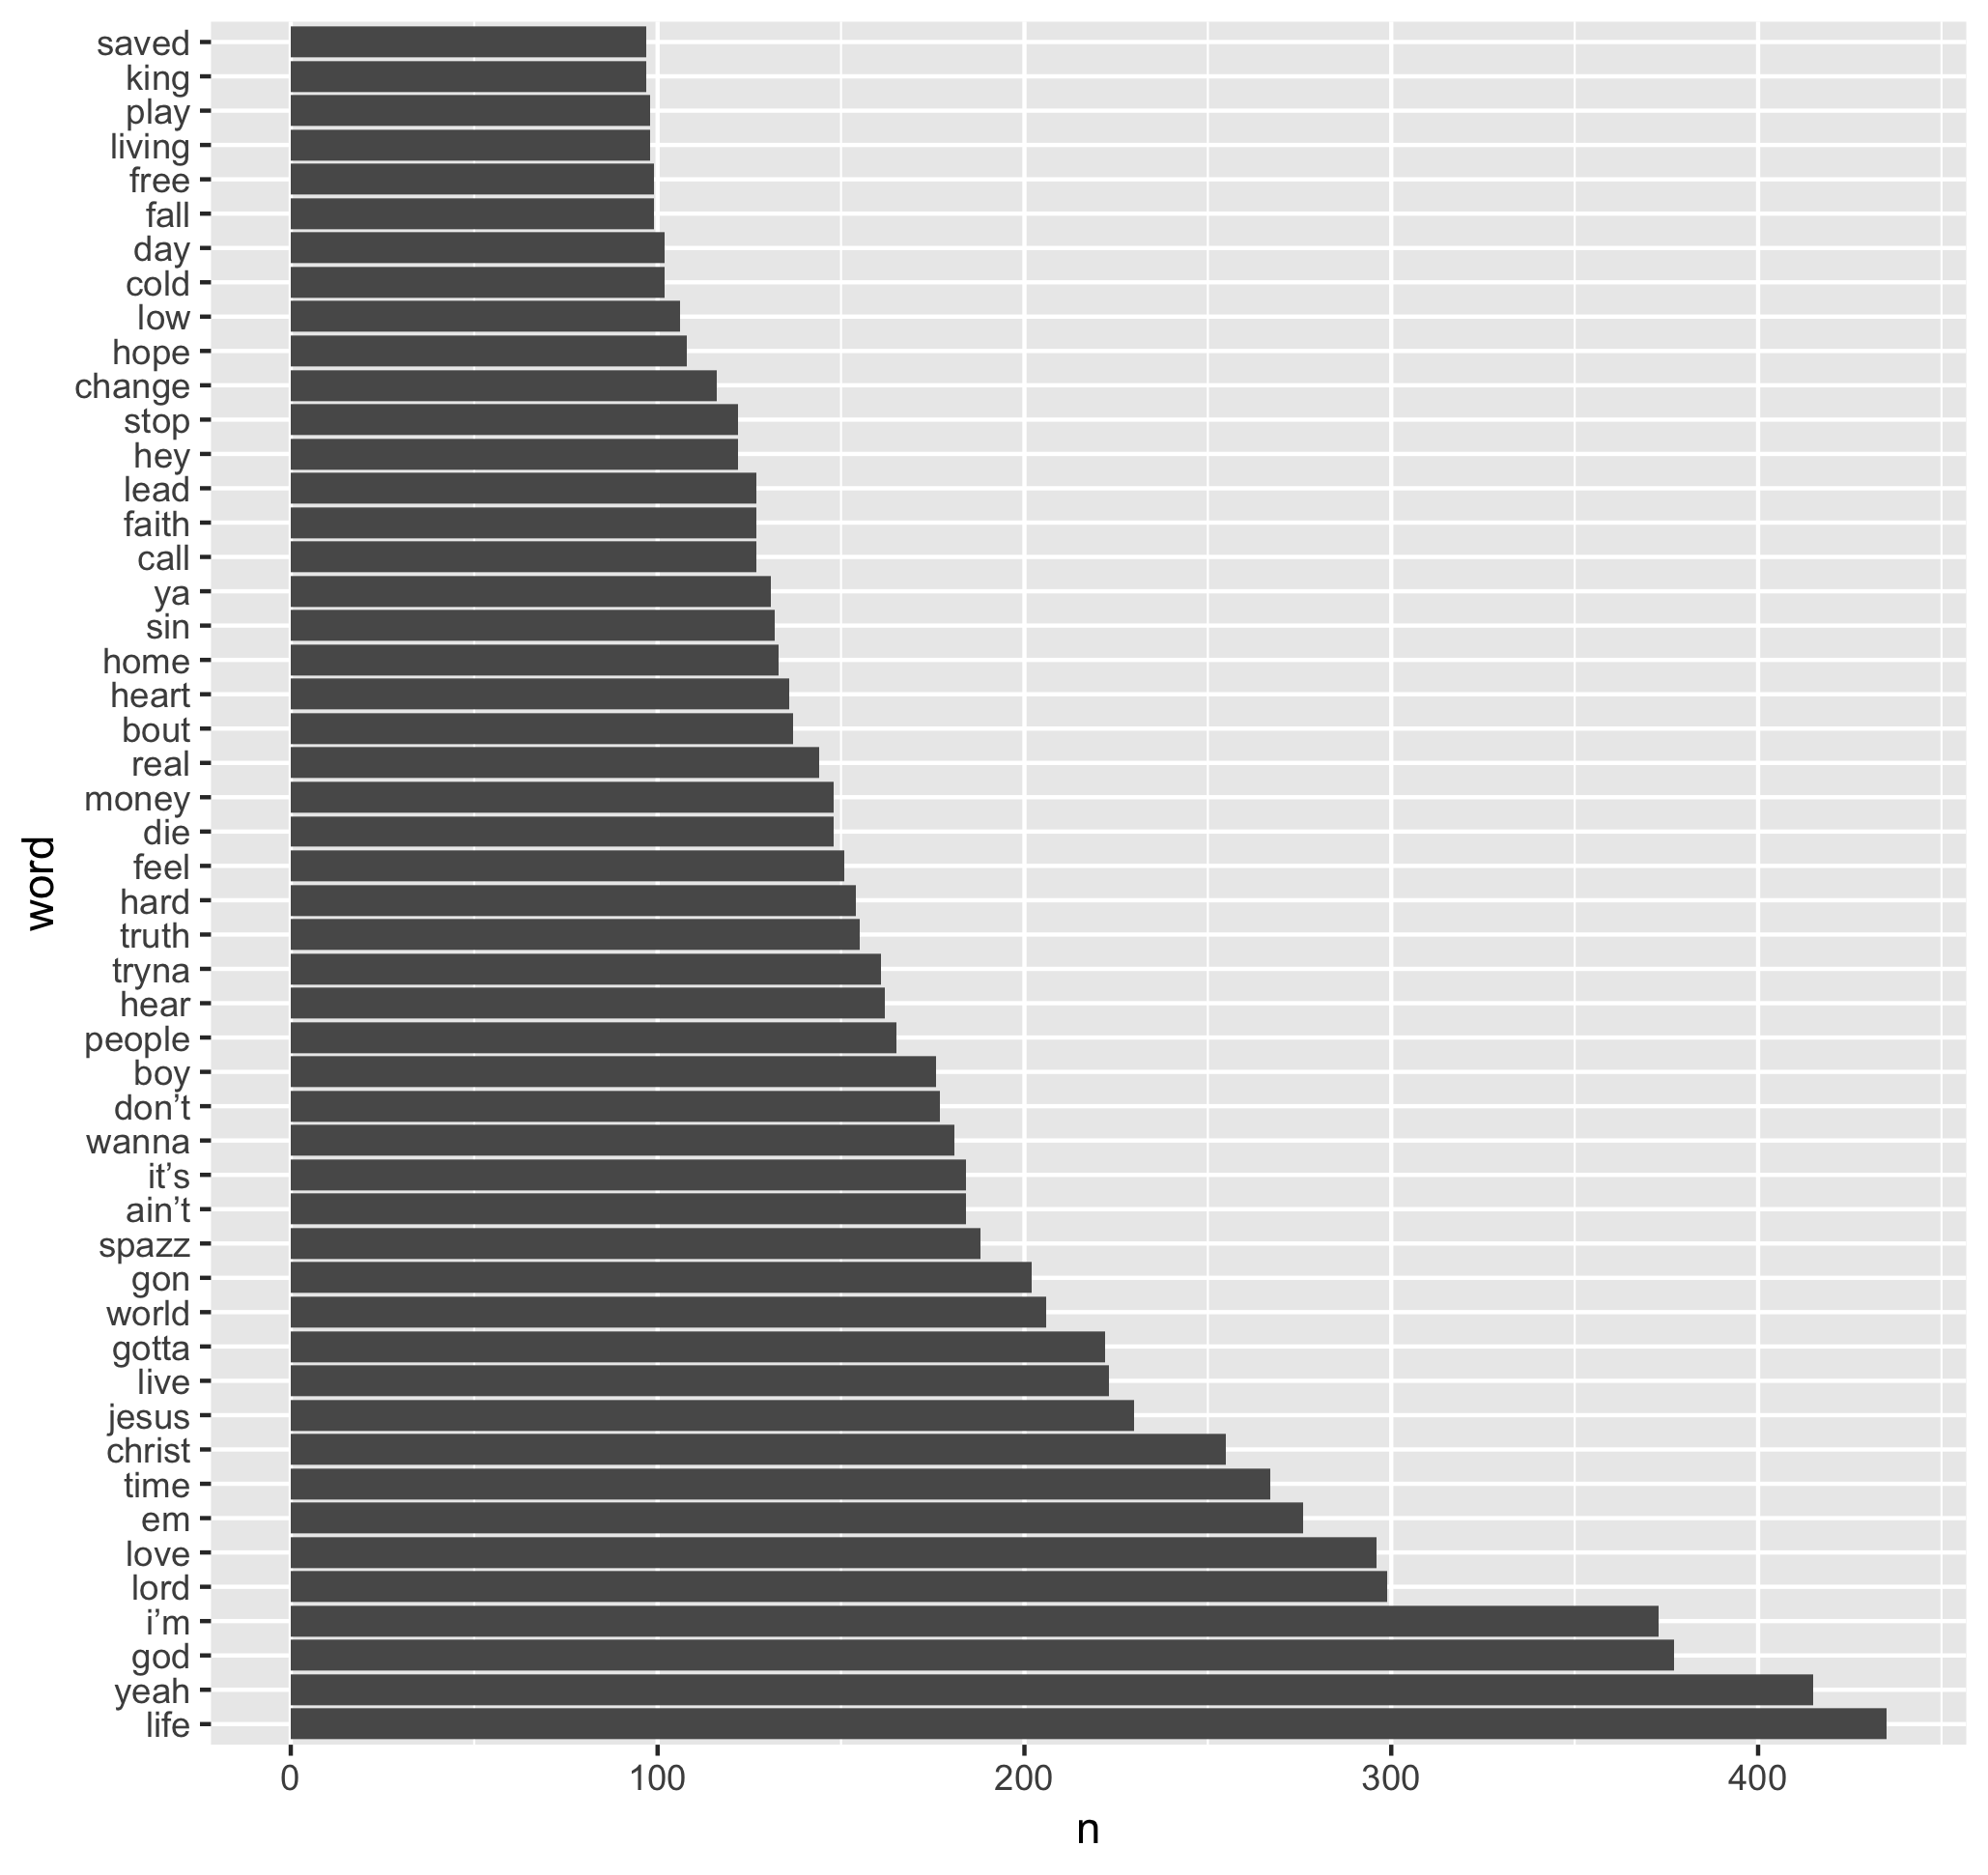 saved
king
play
living
free
fall
day
cold
low
hope
change
stop
hey
lead
faith
call
ya
sin
home
heart
bout
real
money
die
feel
hard
truth
tryna
hear
people
boy
don’t
wanna
it’s
ain’t
spazz
gon
world
gotta
live
jesus
christ
time
em
love
lord
i’m
god
yeah
life
word
0 100 200 300 400
n